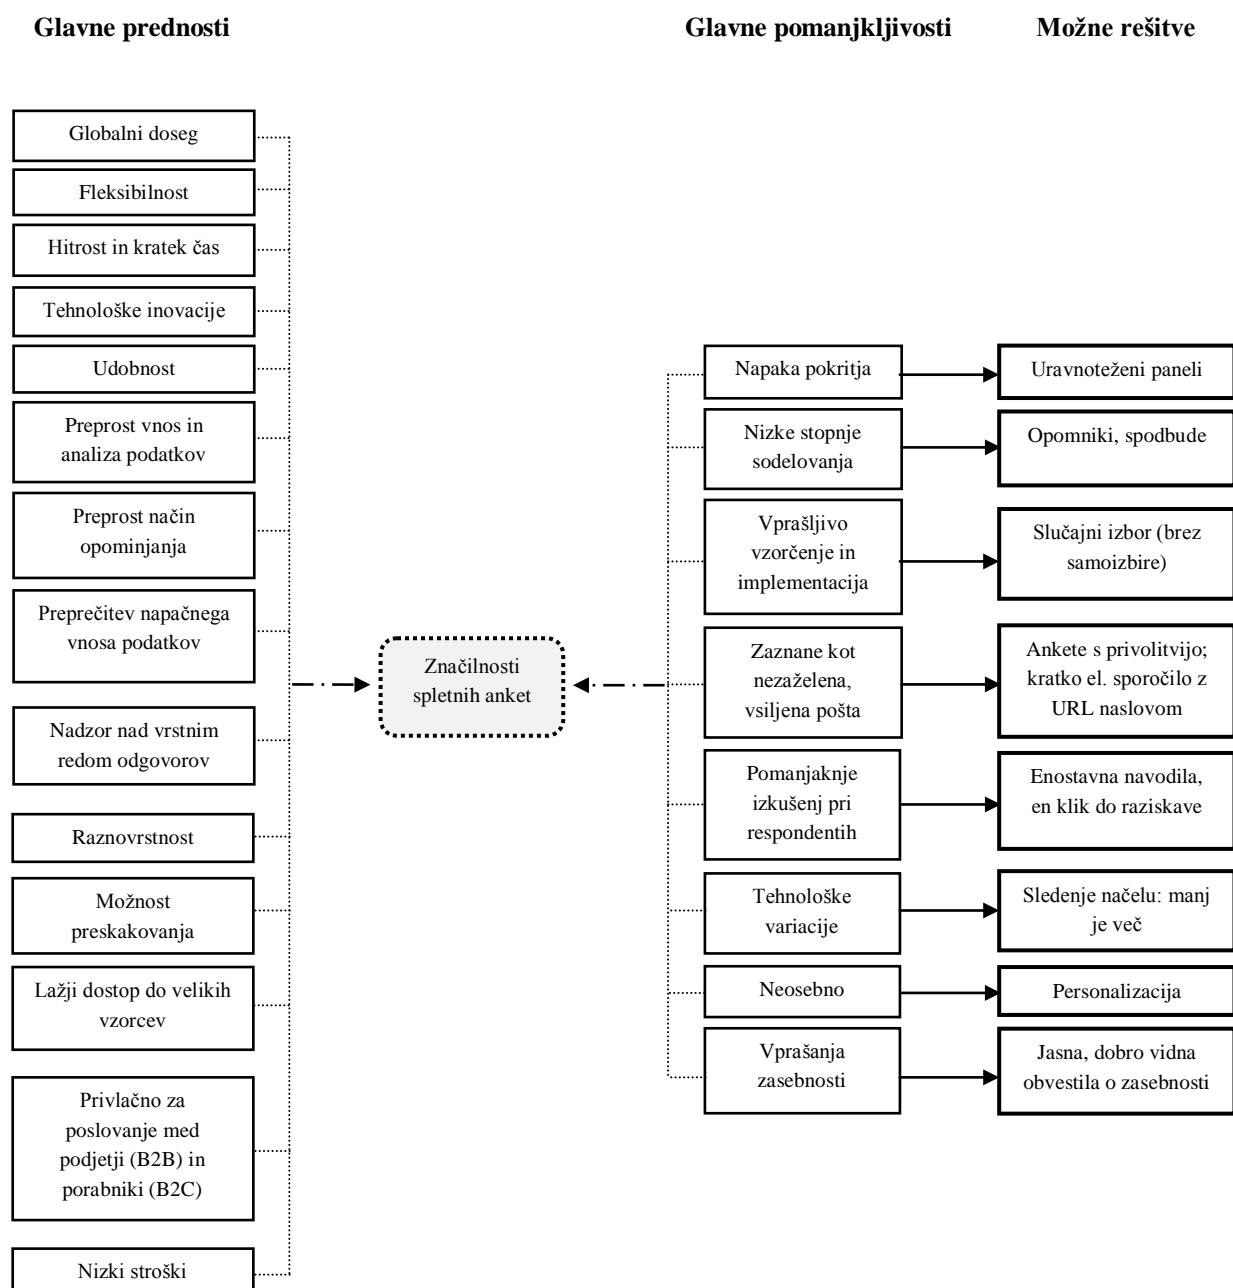 Glavne prednosti
Glavne pomanjkljivosti
Možne rešitve
Globalni doseg
Fleksibilnost
Hitrost in kratek čas
Tehnološke inovacije
Udobnost
Preprost vnos in
analiza podatkov
Preprost način
opominjanja
Preprečitev napačnega
vnosa podatkov
Nadzor nad vrstnim
redom odgovorov
Raznovrstnost
Možnost
preskakovanja
Lažji dostop do velikih
vzorcev
Privlačno za
poslovanje med
podjetji (B2B) in
porabniki (B2C)
Nizki stroški
Značilnosti
spletnih anket
Napaka pokritja
Uravnoteženi paneli
Nizke stopnje
sodelovanja
Opomniki, spodbude
Vprašljivo
vzorčenje in
implementacija
Slučajni izbor (brez
samoizbire)
Zaznane kot
nezaželena,
vsiljena pošta
Ankete s privolitvijo;
kratko el. sporočilo z
URL naslovom
Pomanjaknje
izkušenj pri
respondentih
Enostavna navodila,
en klik do raziskave
Tehnološke
variacije
Sledenje načelu: manj
je več
Neosebno
Personalizacija
Vprašanja
zasebnosti
Jasna, dobro vidna
obvestila o zasebnosti